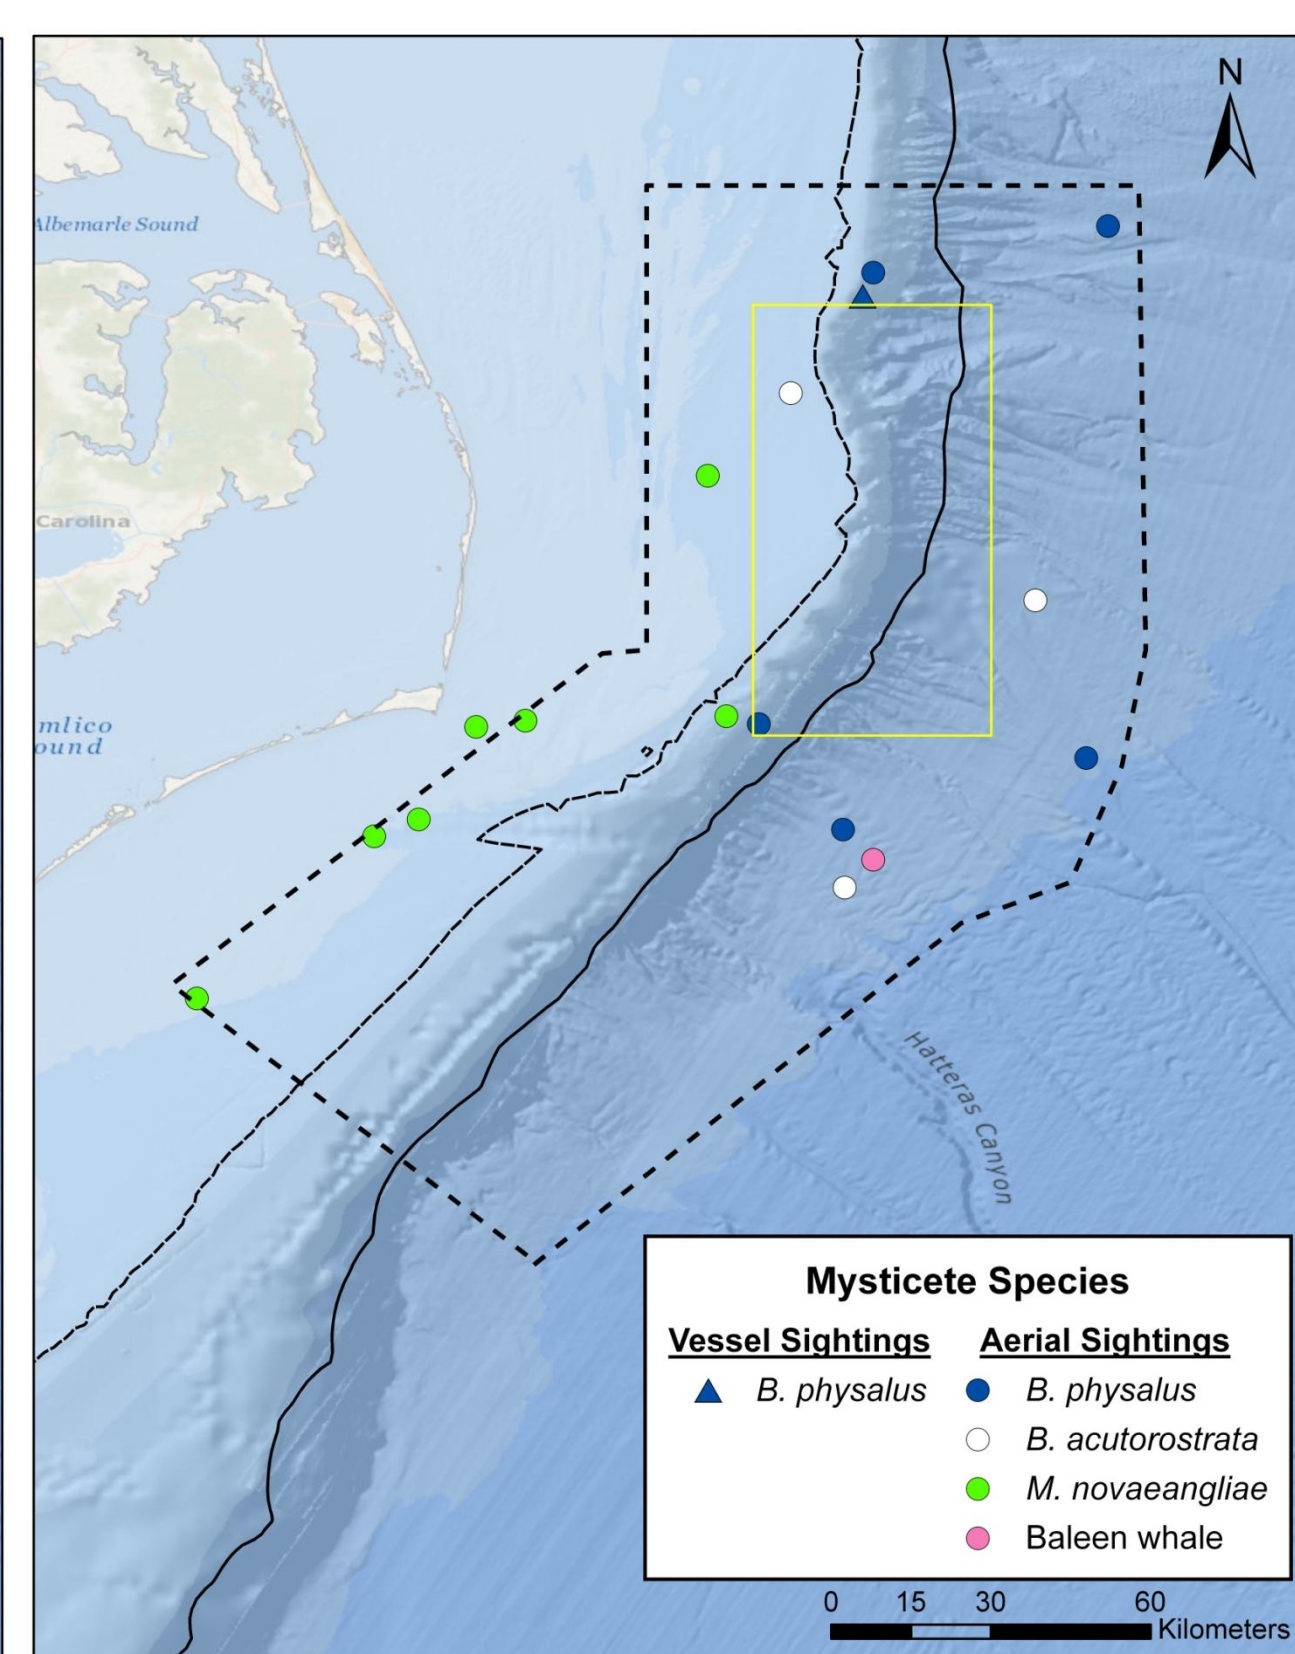 N
Albemarle Sound
Carolina
mlico
ound
Hatteras Canyon
Mysticete Species
Vessel Sightings
Aerial Sightings
B. physalus
B. physalus
B. acutorostrata
M. novaeangliae
Baleen whale
0 15 30 60
Kilometers